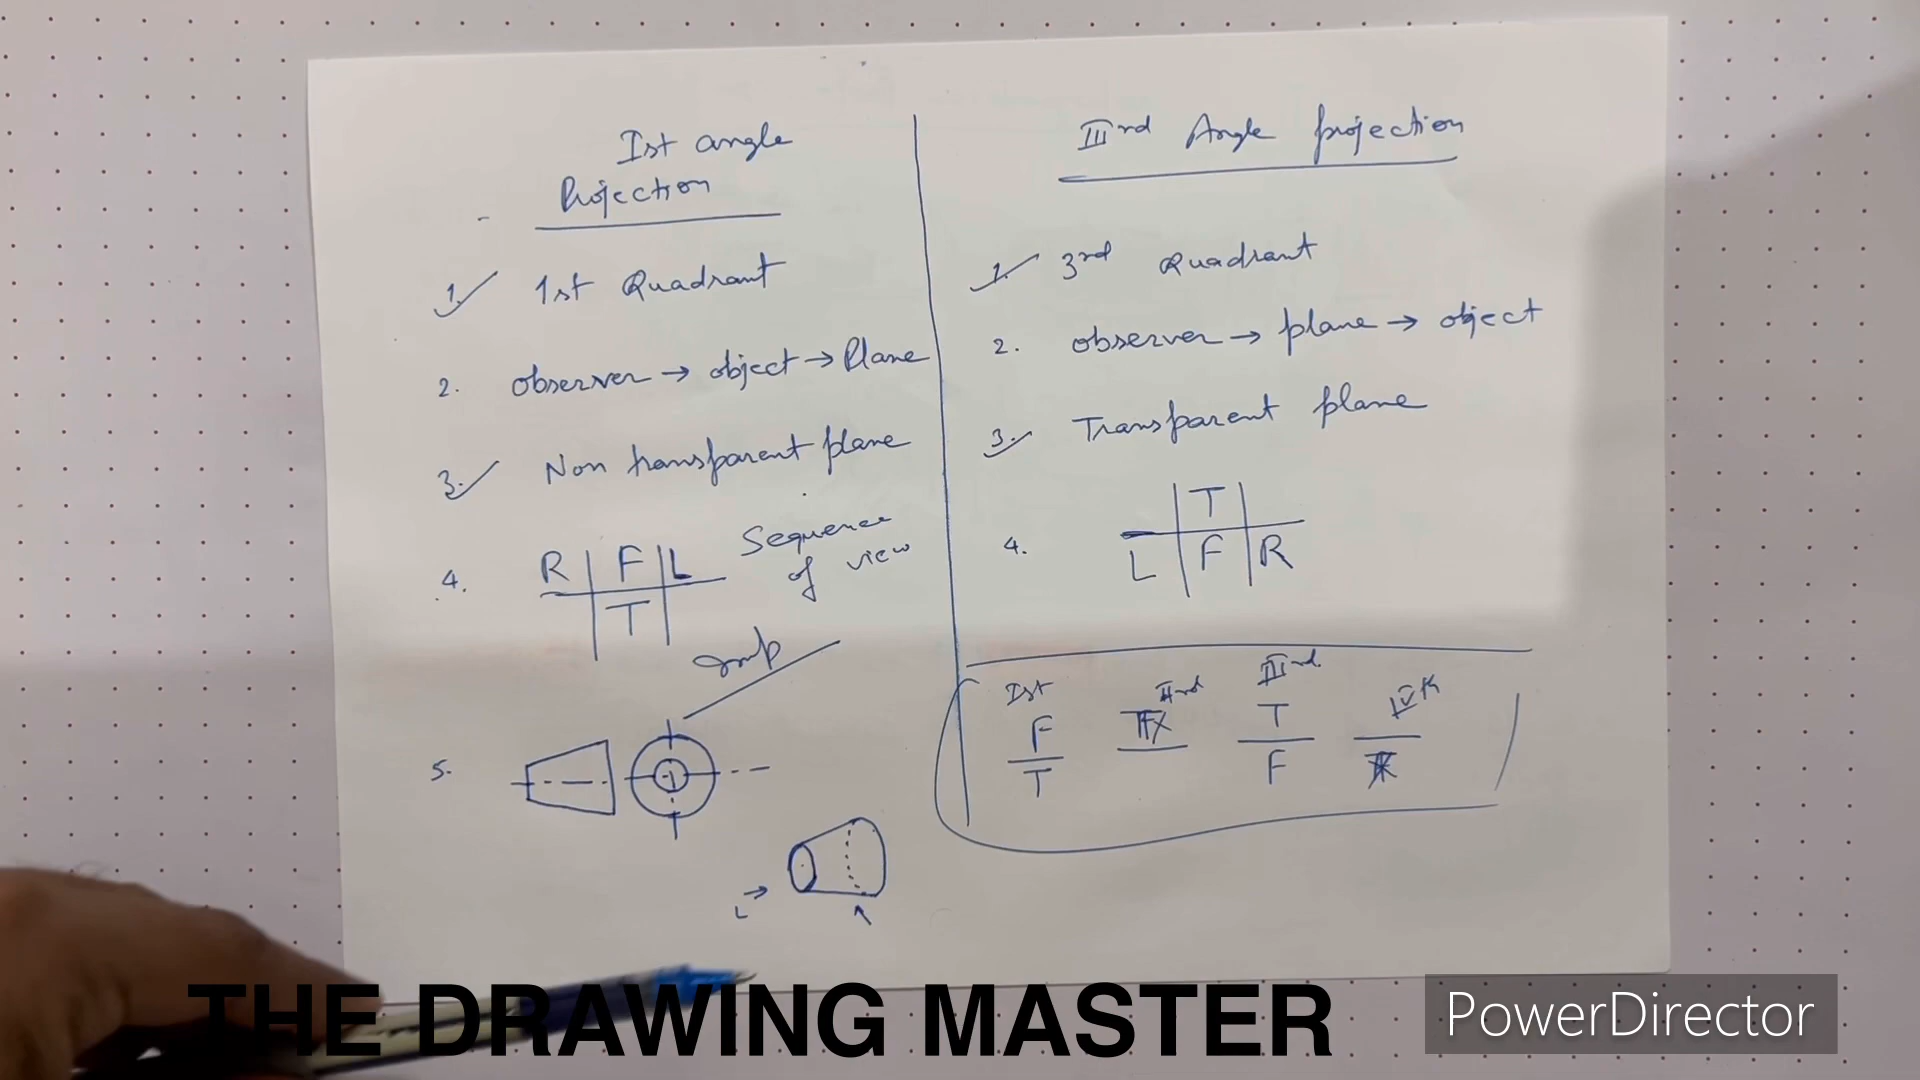 Ist angle
Projection
1. 1st Quadrant
2. observer → object → Plane
3. Non transparent plane
4. R F L
T
Sequence
of view
Imp
5.
L →
IIIrd Angle projection
1. 3rd Quadrant
2. observer → plane → object
3. Transparent plane
4. T
L F R
Ist IInd IIIrd IVth
F T
T F
THE DRAWING MASTER
PowerDirector